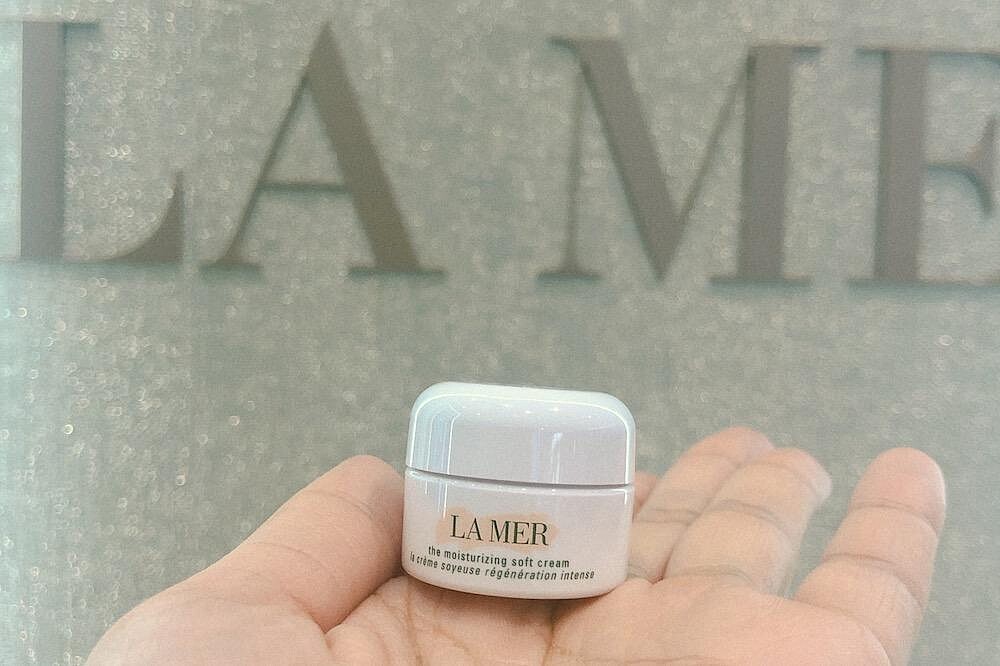 LA ME
LA MER
the moisturizing soft cream
la crème soyeuse régénération intense